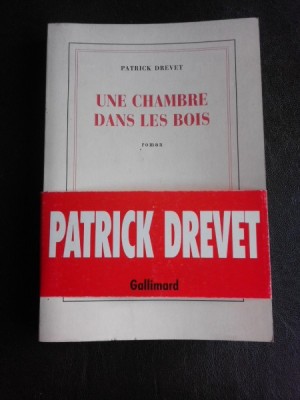 PATRICK DREVET
UNE CHAMBRE
DANS LES BOIS
roman
PATRICK DREVET
Gallimard